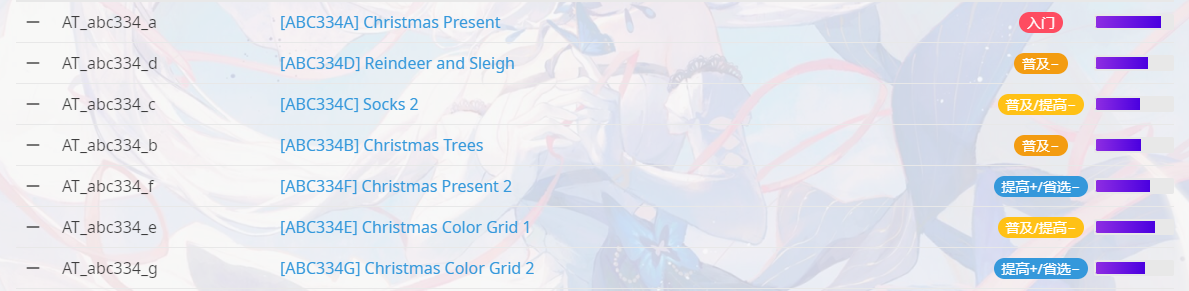 — AT_abc334_a [ABC334A] Christmas Present 入门
— AT_abc334_d [ABC334D] Reindeer and Sleigh 普及−
— AT_abc334_c [ABC334C] Socks 2 普及/提高−
— AT_abc334_b [ABC334B] Christmas Trees 普及−
— AT_abc334_f [ABC334F] Christmas Present 2 提高+/省选−
— AT_abc334_e [ABC334E] Christmas Color Grid 1 普及/提高−
— AT_abc334_g [ABC334G] Christmas Color Grid 2 提高+/省选−